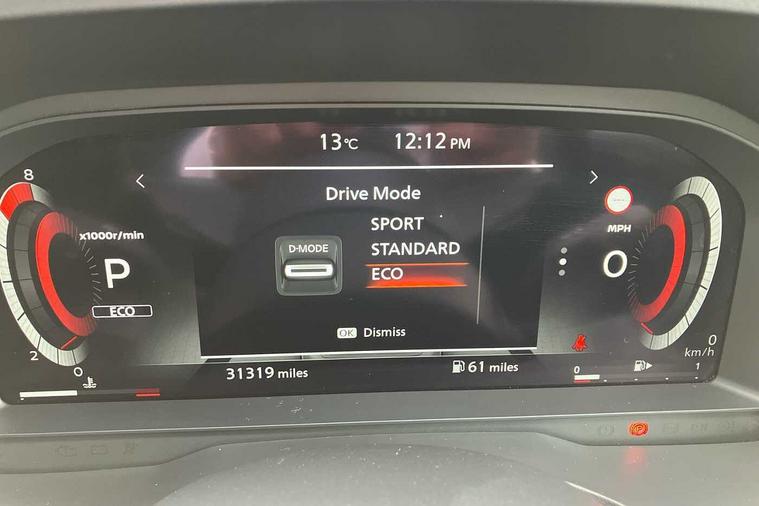 13°C 12:12 PM
8
Drive Mode
x1000r/min
SPORT
MPH
D-MODE
STANDARD
P
0
ECO
ECO
OK Dismiss
2
0
km/h
0
31319 miles
61 miles
0 1